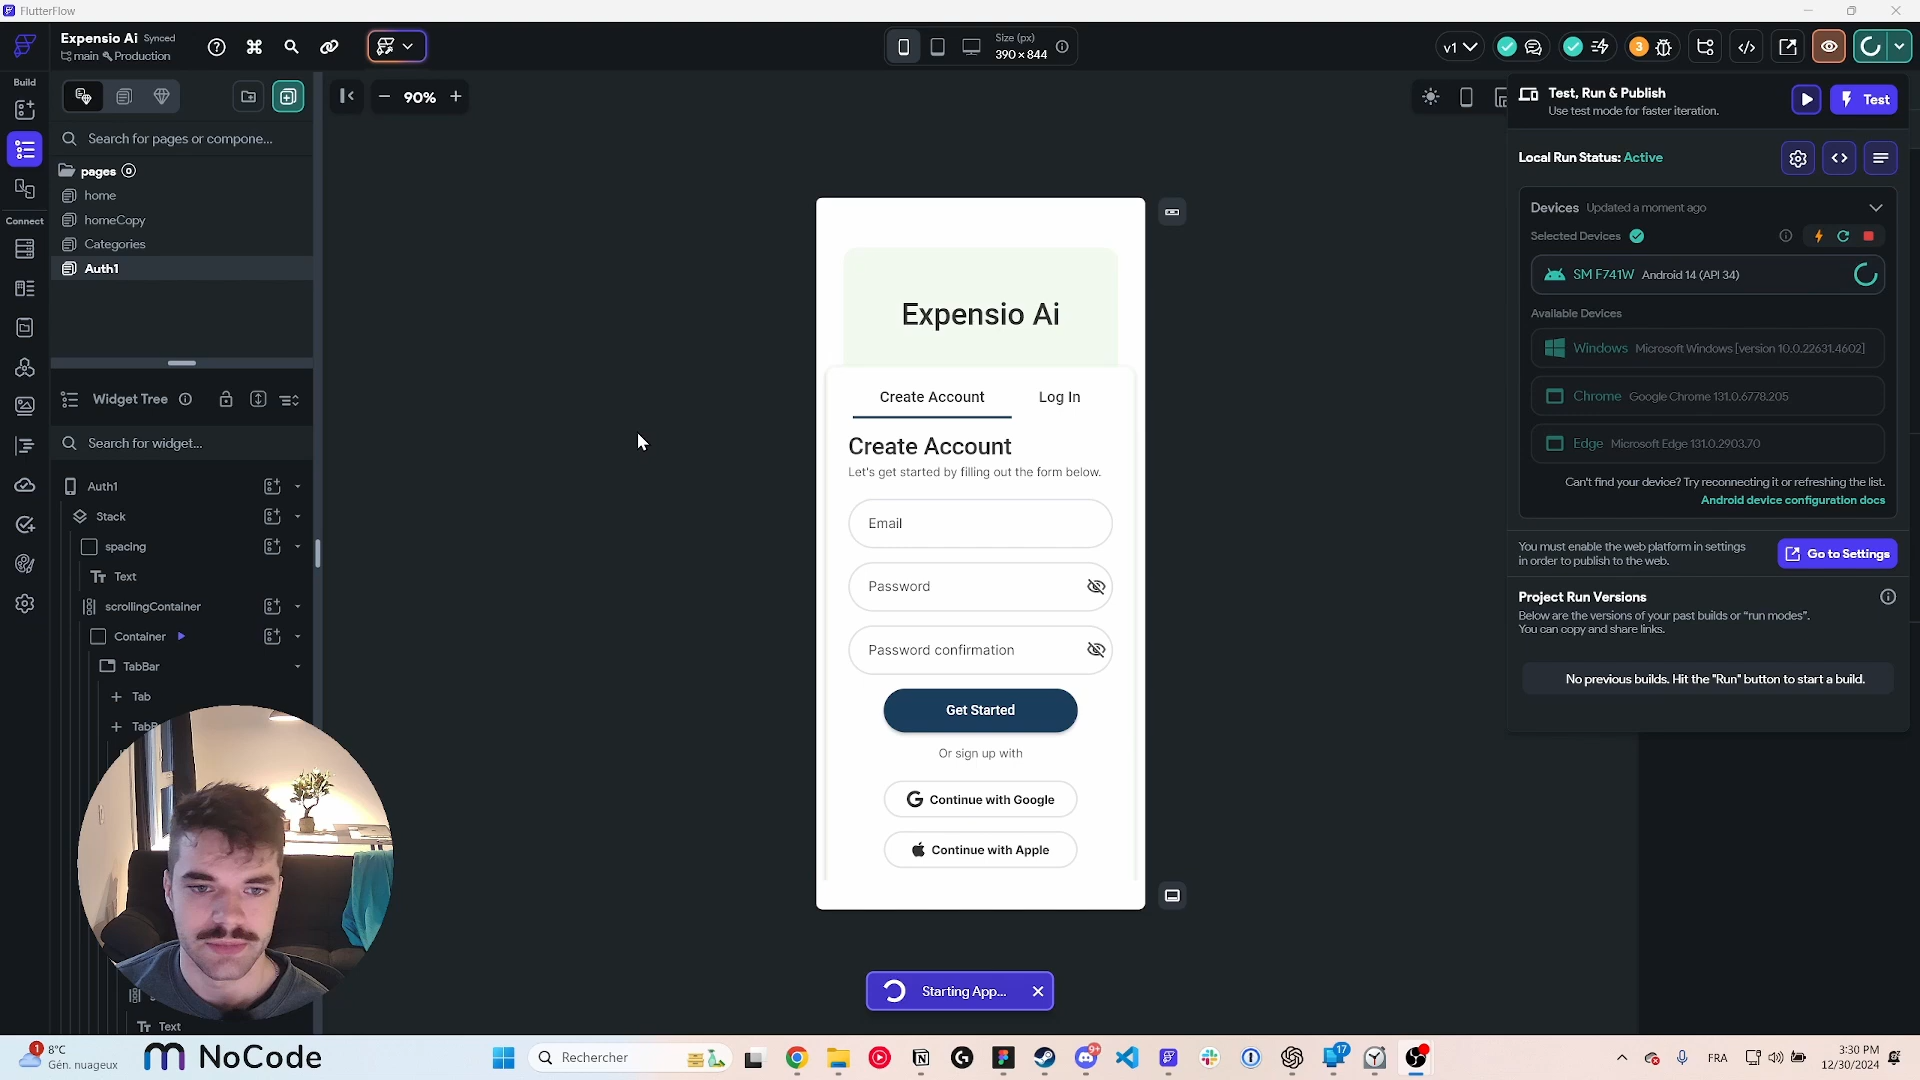 FlutterFlow
Expensio Ai Synced
main Production
Size (px)
390 × 844
v1
3
Build
90%
Search for pages or compone...
pages
home
homeCopy
Categories
Auth1
Connect
Widget Tree
Search for widget...
Auth1
Stack
spacing
Text
scrollingContainer
Container
TabBar
Tab
Text
Expensio Ai
Create Account
Log In
Create Account
Let's get started by filling out the form below.
Email
Password
Password confirmation
Get Started
Or sign up with
Continue with Google
Continue with Apple
Starting App...
Test, Run & Publish
Use test mode for faster iteration.
Test
Local Run Status: Active
Devices Updated a moment ago
Selected Devices
SM F741W Android 14 (API 34)
Available Devices
Windows Microsoft Windows [version 10.0.22631.4602]
Chrome Google Chrome 131.0.6778.205
Edge Microsoft Edge 131.0.2903.70
Can't find your device? Try reconnecting it or refreshing the list.
Android device configuration docs
You must enable the web platform in settings
in order to publish to the web.
Go to Settings
Project Run Versions
Below are the versions of your past builds or "run modes".
You can copy and share links.
No previous builds. Hit the "Run" button to start a build.
1
8°C
Gén. nuageux
NoCode
Rechercher
9+
17
FRA
3:30 PM
12/30/2024